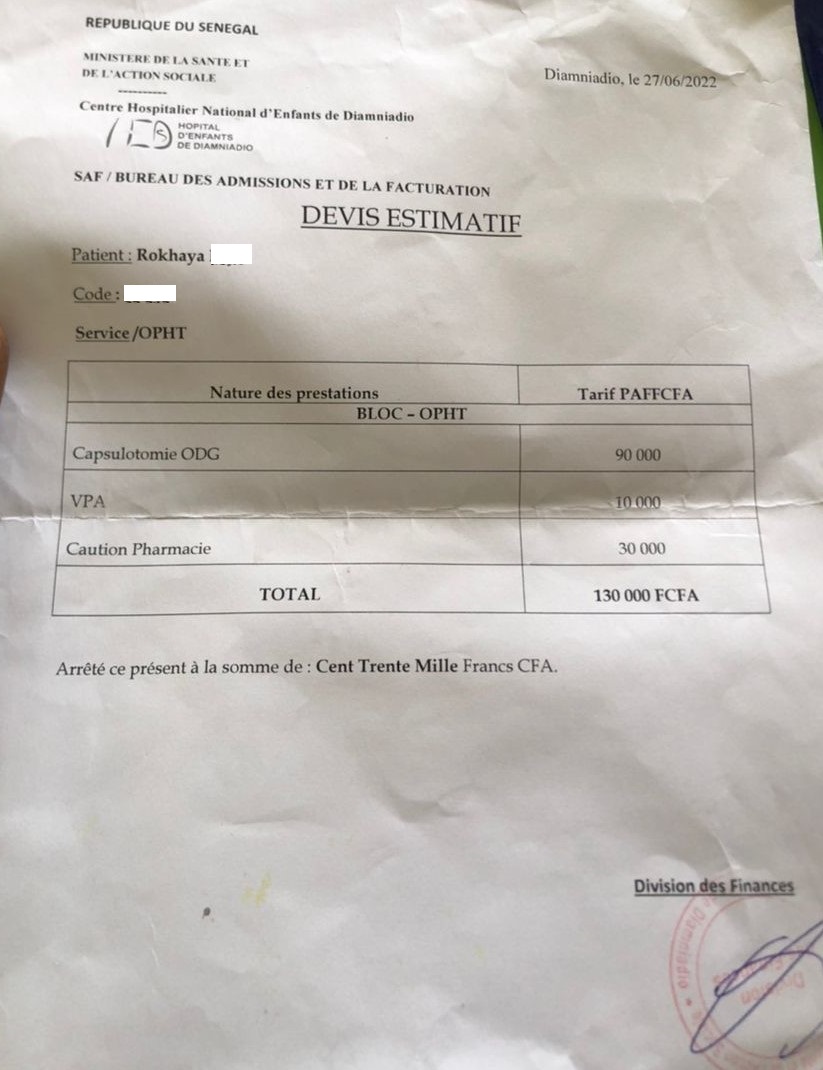 REPUBLIQUE DU SENEGAL
MINISTERE DE LA SANTE ET
DE L'ACTION SOCIALE
----------
Diamniadio, le 27/06/2022
Centre Hospitalier National d'Enfants de Diamniadio
HOPITAL
D'ENFANTS
DE DIAMNIADIO
SAF / BUREAU DES ADMISSIONS ET DE LA FACTURATION
DEVIS ESTIMATIF
Patient : Rokhaya
Code :
Service /OPHT
Nature des prestations Tarif PAFFCFA
BLOC – OPHT
Capsulotomie ODG 90 000
VPA 10 000
Caution Pharmacie 30 000
TOTAL 130 000 FCFA
Arrêté ce présent à la somme de : Cent Trente Mille Francs CFA.
Division des Finances
de Diamniadio
Division